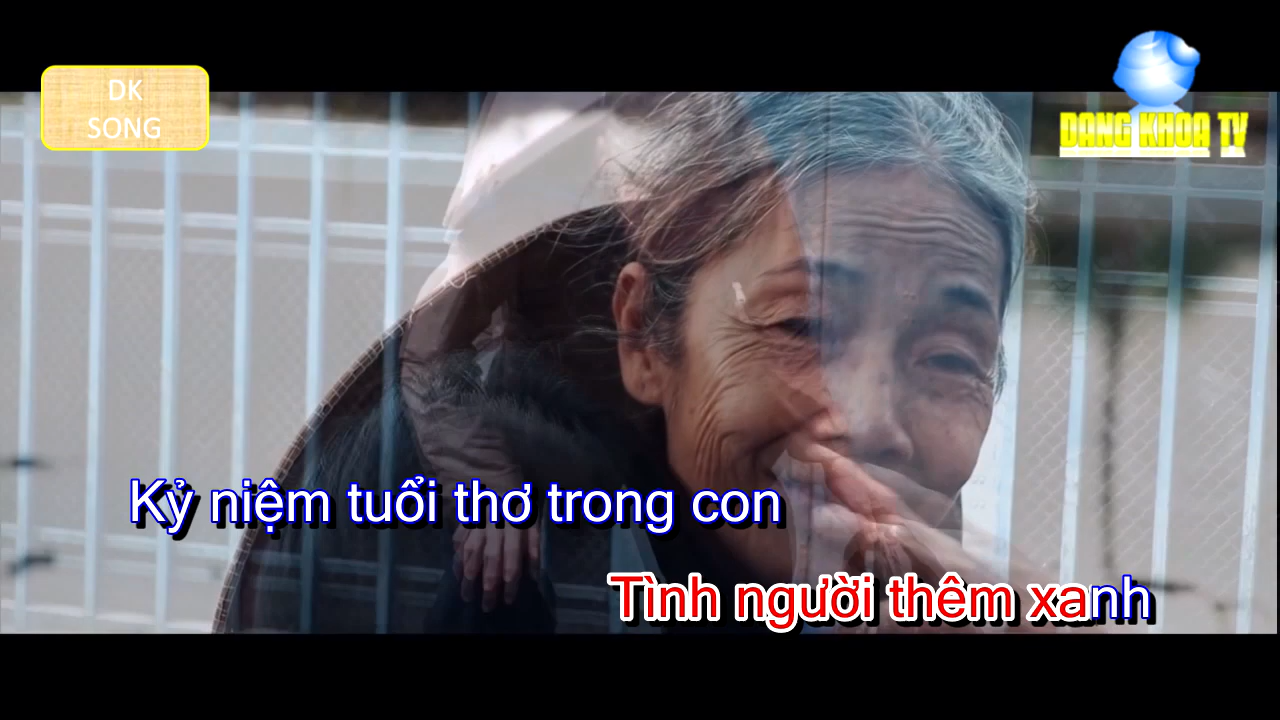 DK
SONG
DANG KHOA TV
Kỷ niệm tuổi thơ trong con
Tình người thêm xanh